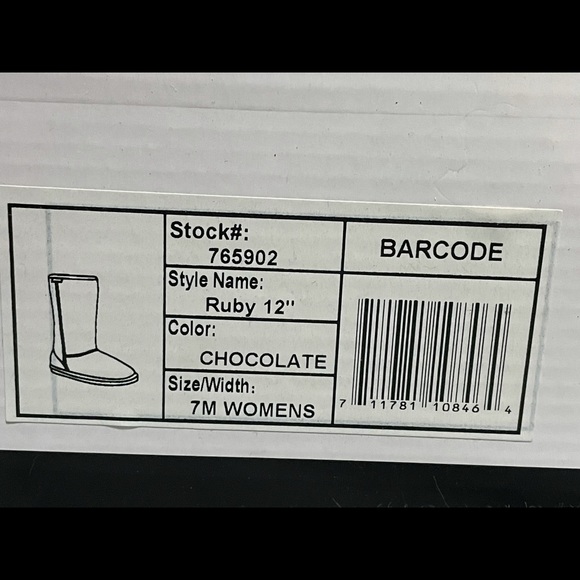 Stock#:
765902
Style Name:
Ruby 12"
Color:
CHOCOLATE
Size/Width:
7M WOMENS
BARCODE
7 11781 10846 4